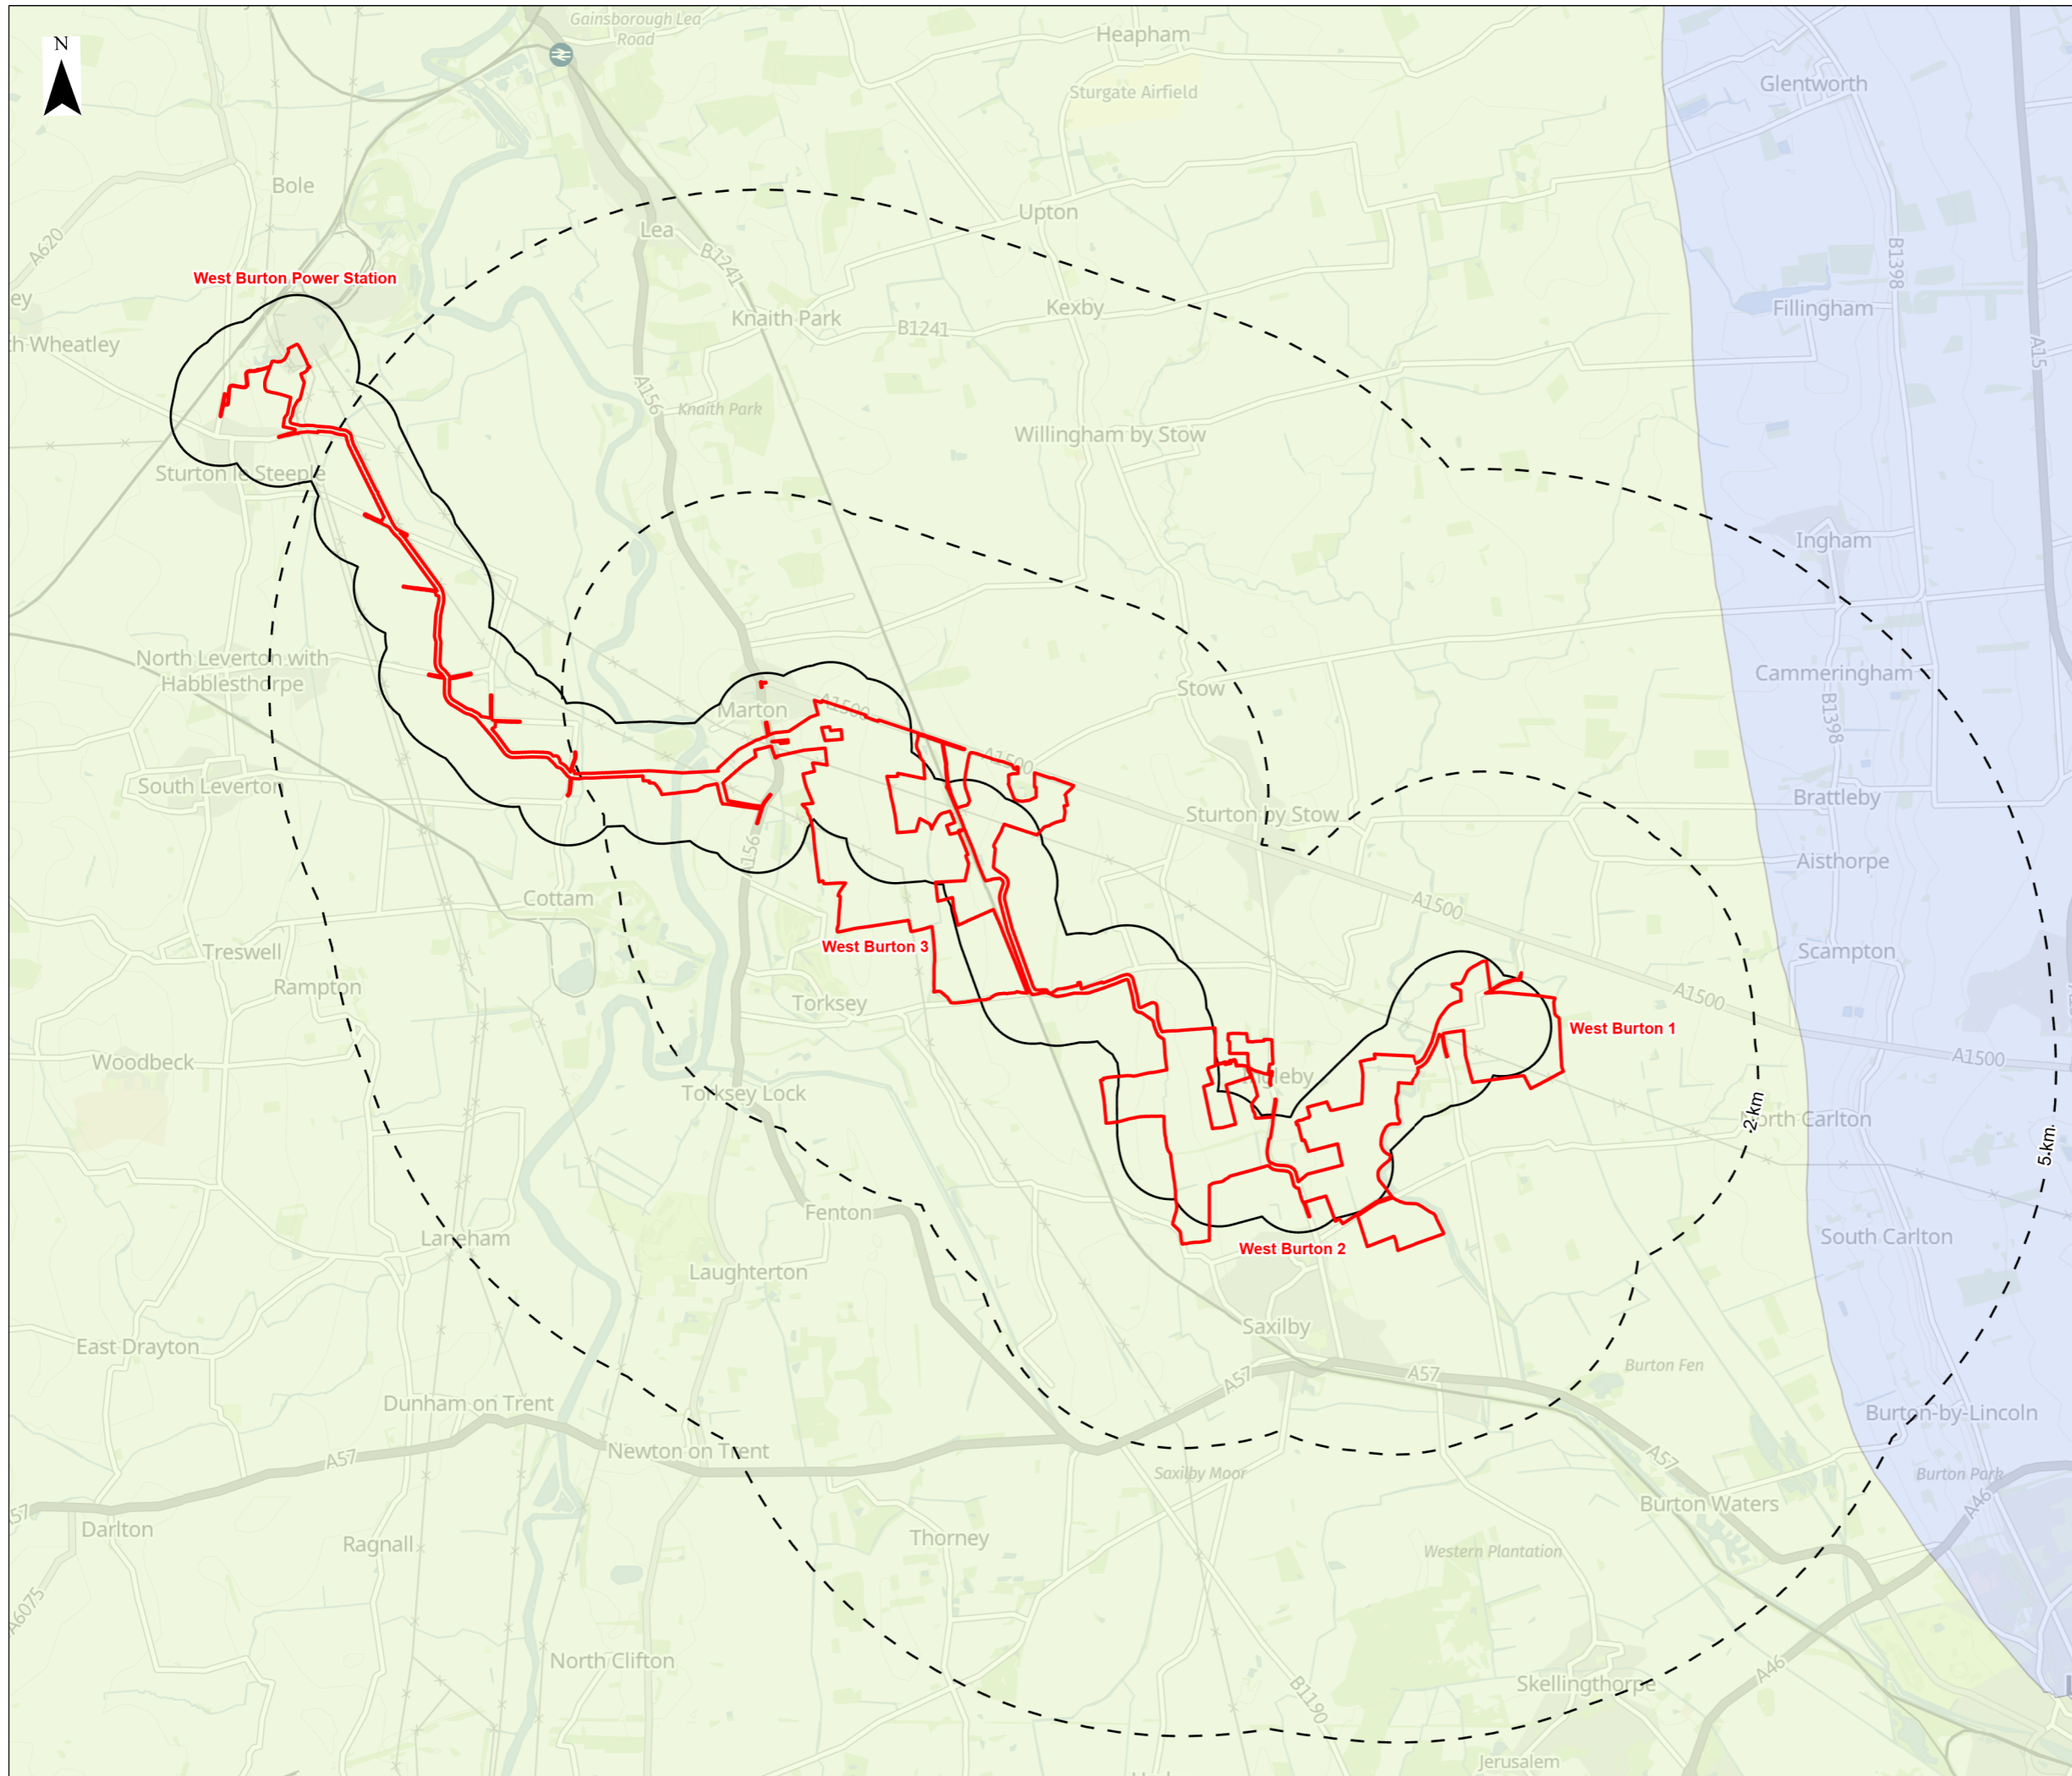 Gainsborough Lea
Road
Heapham
N
Glentworth
Sturgate Airfield
Bole
Upton
Lea
A620
B1241
B1398
West Burton Power Station
ey
Kexby
Fillingham
Knaith Park
B1241
th Wheatley
A15
A156
Knaith Park
Willingham by Stow
Sturton le Steeple
Ingham
North Leverton with
Habblesthorpe
Stow
Cammeringham
Marton
A1500
B1398
A1500
South Leverton
Brattleby
Sturton by Stow
A156
Aisthorpe
Cottam
A1500
West Burton 3
Treswell
Scampton
Rampton
Torksey
A1500
West Burton 1
Woodbeck
A1500
Ingleby
Torksey Lock
2 km
North Carlton
5 km
Fenton
Laneham
South Carlton
West Burton 2
Laughterton
Saxilby
East Drayton
Burton Fen
A57
A57
Dunham on Trent
Burton-by-Lincoln
Newton on Trent
A57
A57
Saxilby Moor
Burton Park
A46
57
Burton Waters
Darlton
Thorney
Ragnall
Western Plantation
A6075
North Clifton
A46
Skellingthorpe
B1190
Jerusalem